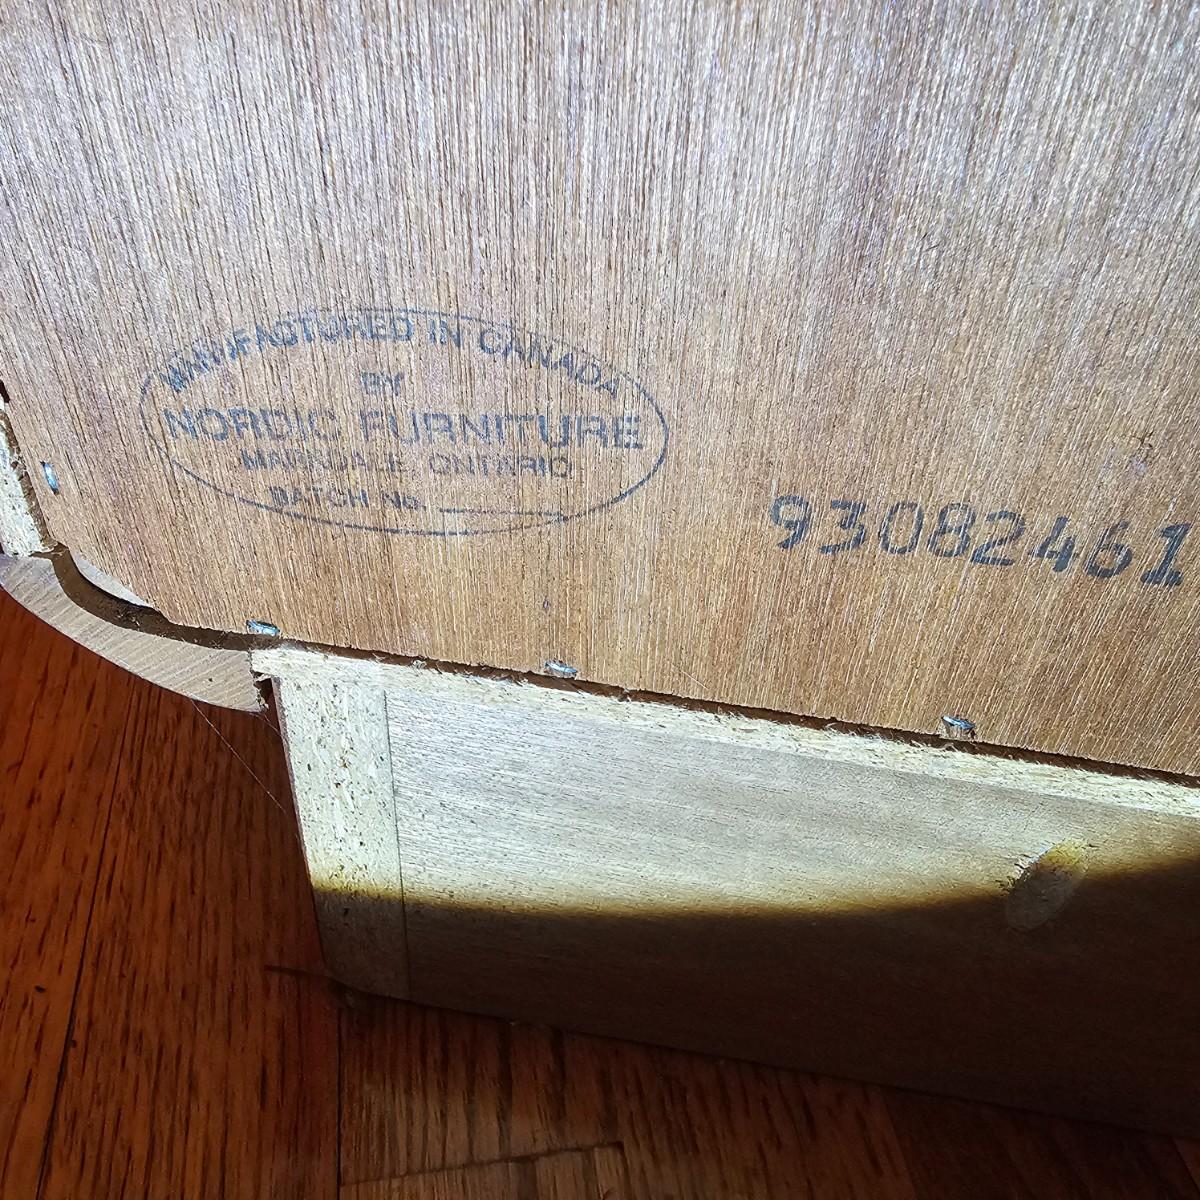 MANUFACTURED IN CANADA
BY
NORDIC FURNITURE
MARKDALE ONTARIO
BATCH No.
93082461